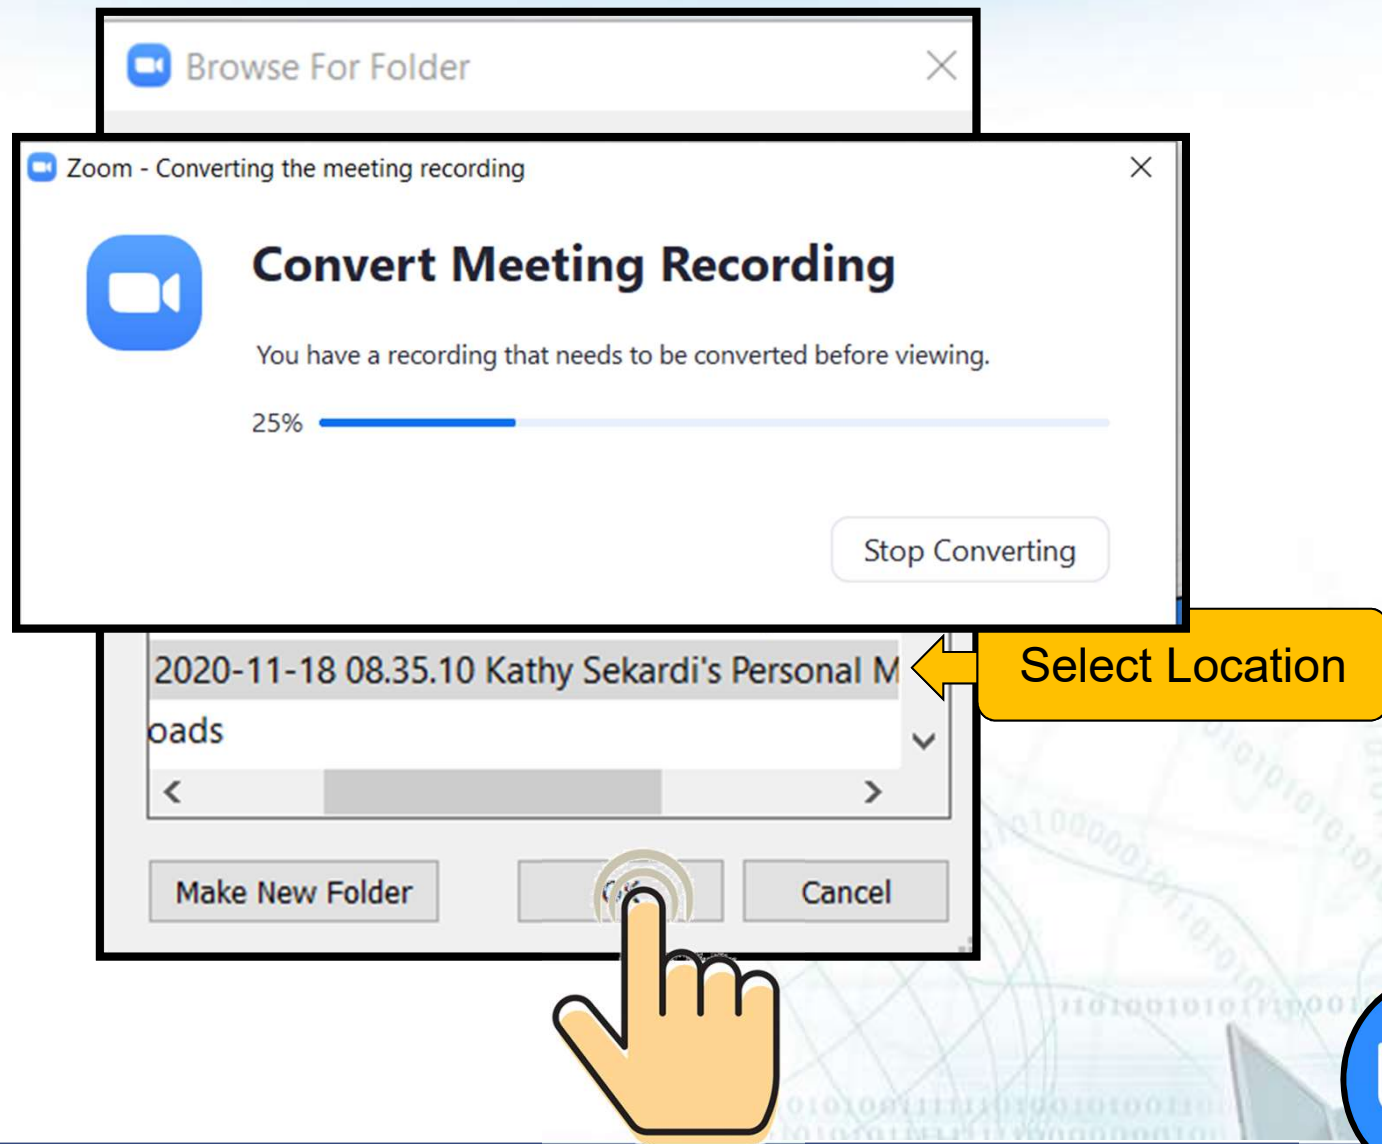 Browse For Folder
Zoom - Converting the meeting recording
Convert Meeting Recording
You have a recording that needs to be converted before viewing.
25%
Stop Converting
2020-11-18 08.35.10 Kathy Sekardi's Personal M
Select Location
oads
Make New Folder
Cancel